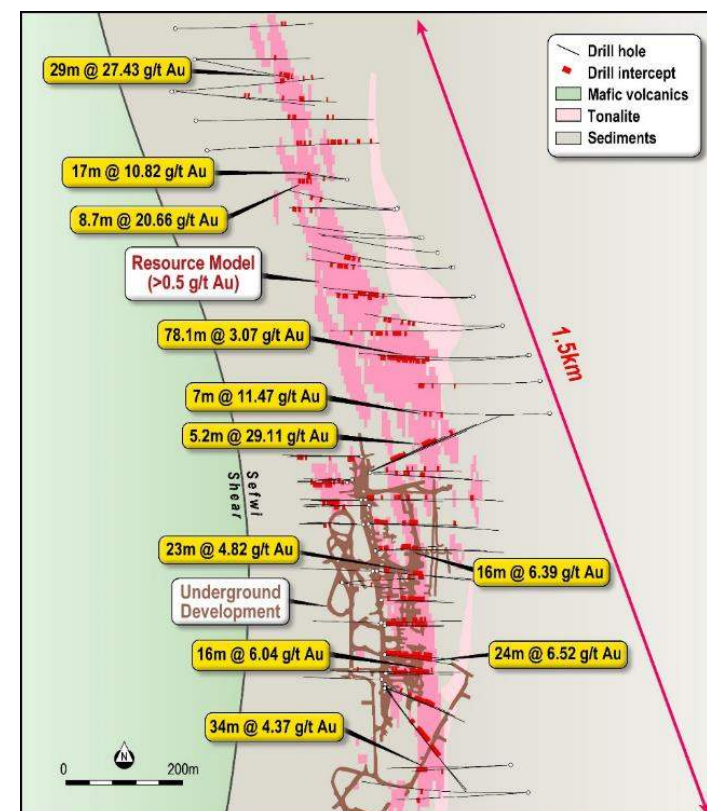 29m @ 27.43 g/t Au
17m @ 10.82 g/t Au
8.7m @ 20.66 g/t Au
Resource Model
(>0.5 g/t Au)
78.1m @ 3.07 g/t Au
7m @ 11.47 g/t Au
5.2m @ 29.11 g/t Au
Sefwi
Shear
23m @ 4.82 g/t Au
16m @ 6.39 g/t Au
Underground
Development
16m @ 6.04 g/t Au
24m @ 6.52 g/t Au
34m @ 4.37 g/t Au
N
0 200m
1.5km
Drill hole
Drill intercept
Mafic volcanics
Tonalite
Sediments